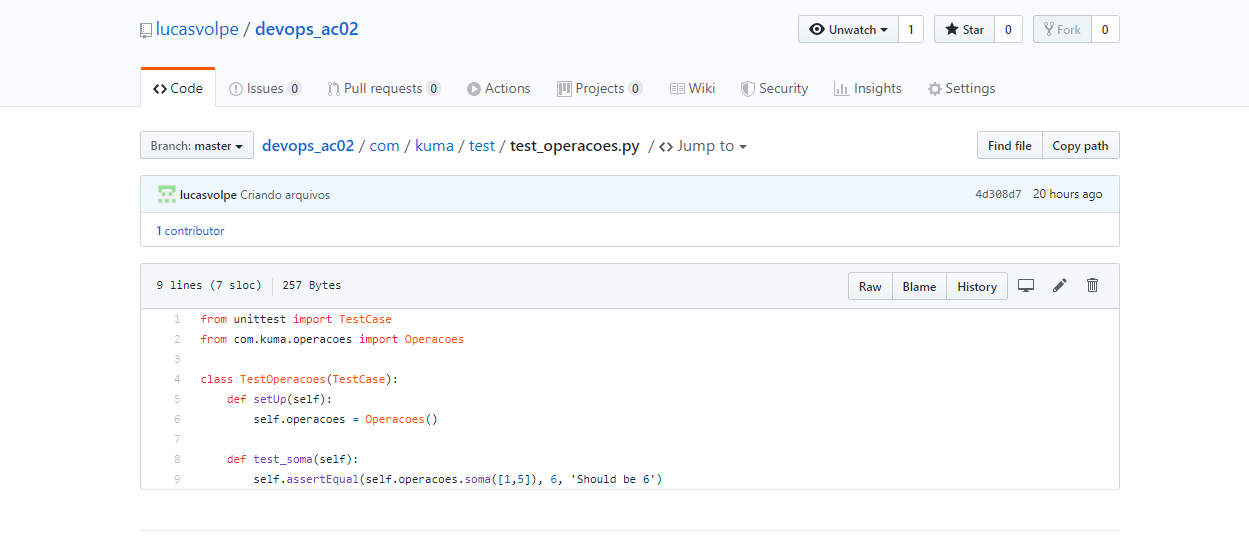 lucasvolpe / devops_ac02
Unwatch 1 Star 0 Fork 0
Code Issues 0 Pull requests 0 Actions Projects 0 Wiki Security Insights Settings
Branch: master devops_ac02 / com / kuma / test / test_operacoes.py / <> Jump to Find file Copy path
lucasvolpe Criando arquivos 4d308d7 20 hours ago
1 contributor
9 lines (7 sloc) 257 Bytes Raw Blame History
1 from unittest import TestCase
2 from com.kuma.operacoes import Operacoes
3
4 class TestOperacoes(TestCase):
5     def setUp(self):
6         self.operacoes = Operacoes()
7
8     def test_soma(self):
9         self.assertEqual(self.operacoes.soma([1,5]), 6, 'Should be 6')